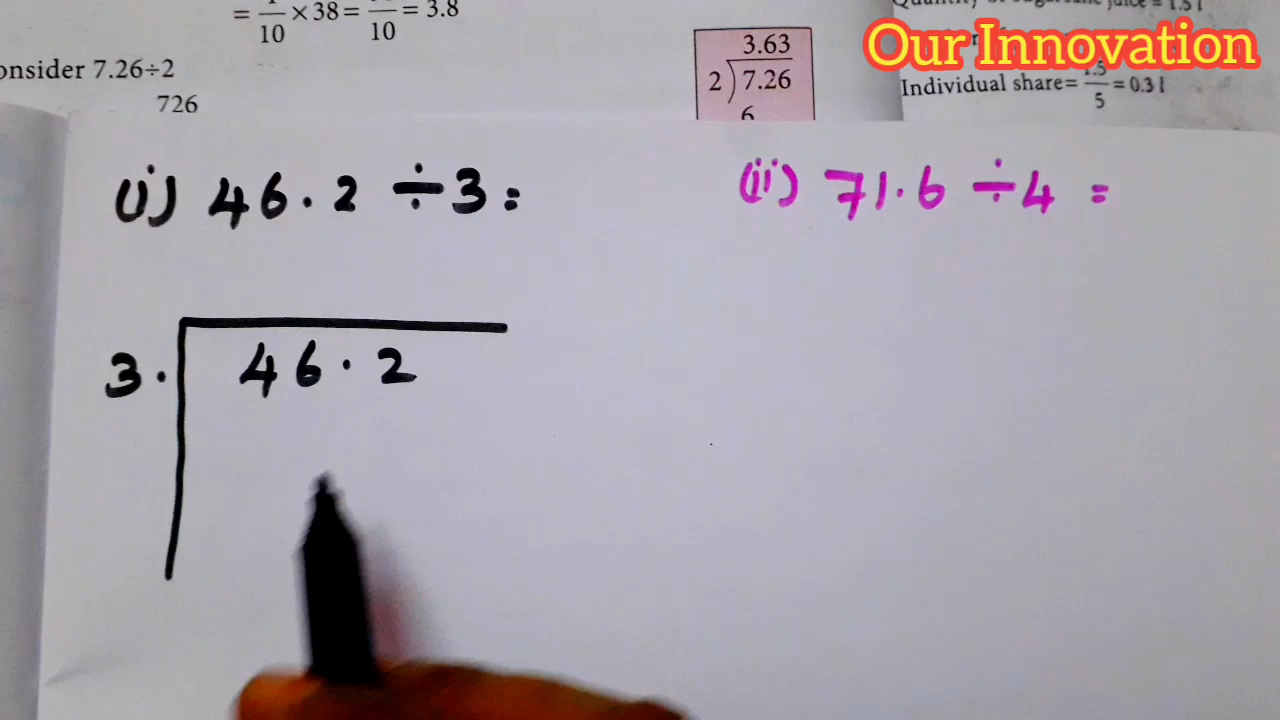 = 1/10 ×38= /10 = 3.8
onsider 7.26÷2
726
3.63
2 7.26
6
Our Innovation
Individual share= 1.5/5 = 0.3 l
(i) 46.2 ÷3=
(ii) 71.6 ÷4 =
3. 46.2